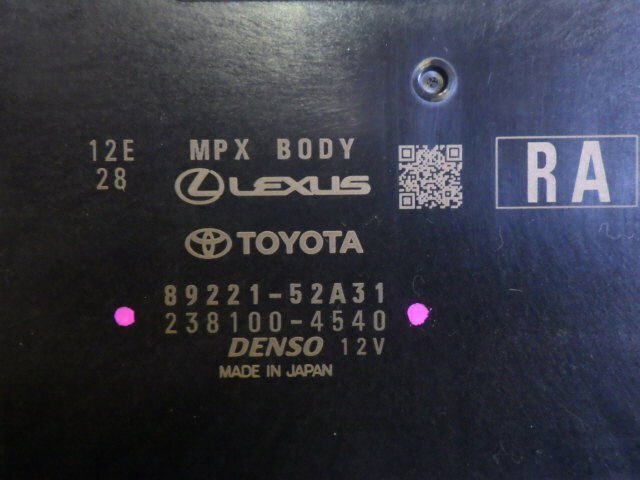 12E
28
MPX BODY
LEXUS
RA
TOYOTA
89221-52A31
238100-4540
DENSO 12V
MADE IN JAPAN